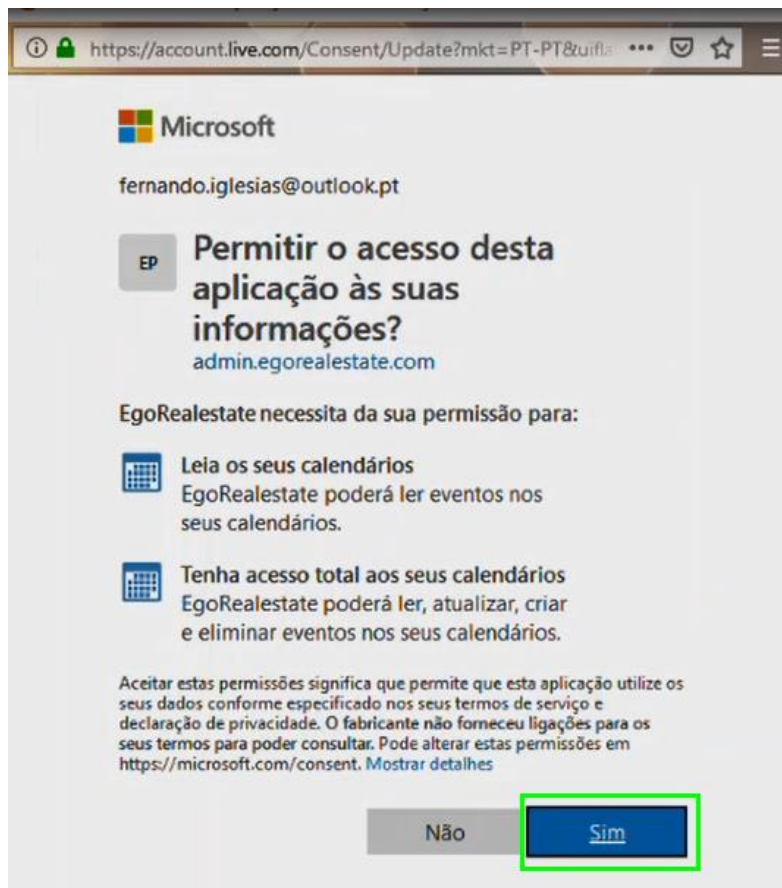 https://account.live.com/Consent/Update?mkt=PT-PT&uifla
Microsoft
fernando.iglesias@outlook.pt
EP
Permitir o acesso desta
aplicação às suas
informações?
admin.egorealestate.com
EgoRealestate necessita da sua permissão para:
Leia os seus calendários
EgoRealestate poderá ler eventos nos
seus calendários.
Tenha acesso total aos seus calendários
EgoRealestate poderá ler, atualizar, criar
e eliminar eventos nos seus calendários.
Aceitar estas permissões significa que permite que esta aplicação utilize os
seus dados conforme especificado nos seus termos de serviço e
declaração de privacidade. O fabricante não forneceu ligações para os
seus termos para poder consultar. Pode alterar estas permissões em
https://microsoft.com/consent. Mostrar detalhes
Não
Sim